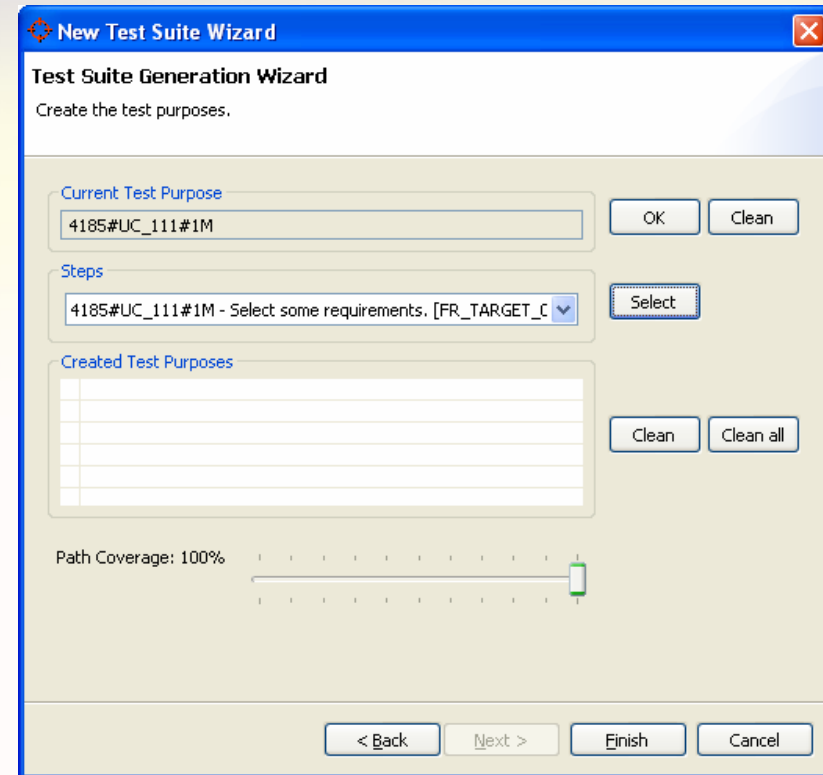 New Test Suite Wizard
Test Suite Generation Wizard
Create the test purposes.
Current Test Purpose
4185#UC_111#1M
OK
Clean
Steps
4185#UC_111#1M - Select some requirements. [FR_TARGET_0
Select
Created Test Purposes
Clean
Clean all
Path Coverage: 100%
< Back
Next >
Finish
Cancel